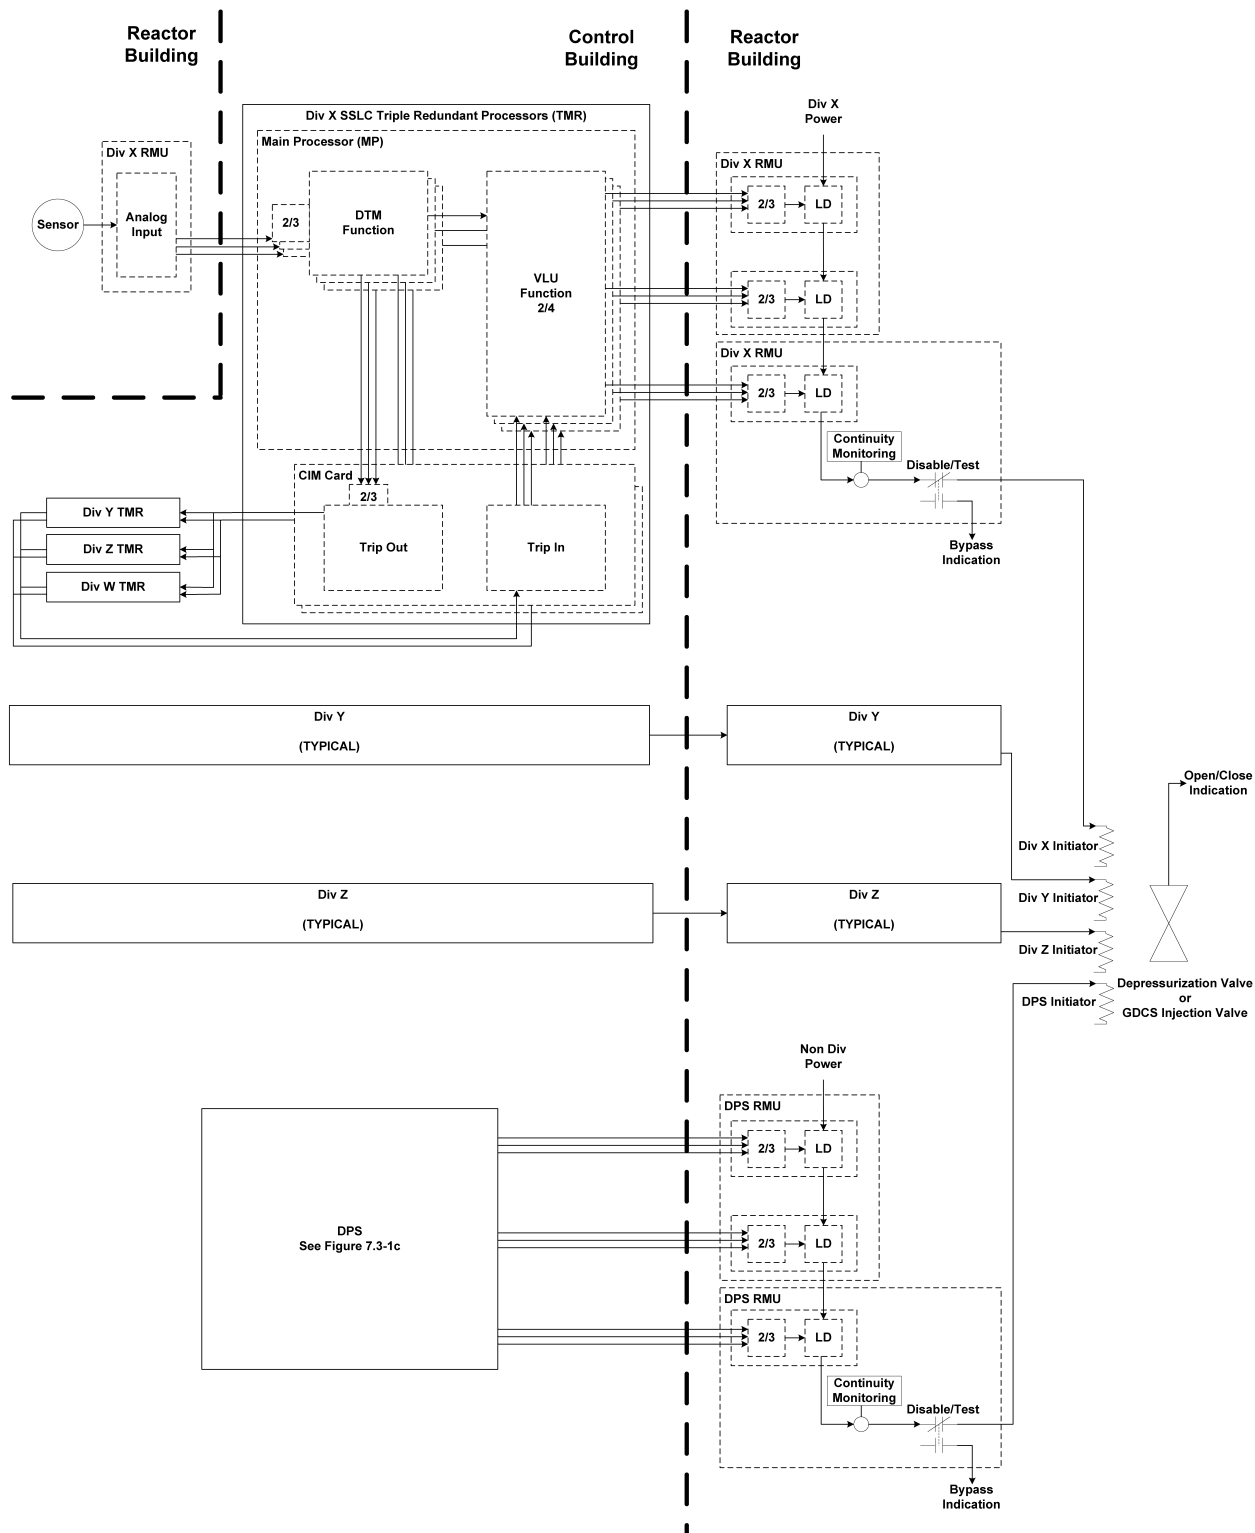 Reactor
Building
Control
Building
Reactor
Building
Div X SSLC Triple Redundant Processors (TMR)
Main Processor (MP)
Div X RMU
Analog
Input
Sensor
2/3
DTM
Function
VLU
Function
2/4
Div X
Power
Div X RMU
2/3
LD
2/3
LD
Div X RMU
2/3
LD
Continuity
Monitoring
Disable/Test
Bypass
Indication
CIM Card
2/3
Trip Out
Trip In
Div Y TMR
Div Z TMR
Div W TMR
Div Y
(TYPICAL)
Div Y
(TYPICAL)
Div Z
(TYPICAL)
Div Z
(TYPICAL)
Open/Close
Indication
Div X Initiator
Div Y Initiator
Div Z Initiator
DPS Initiator
Depressurization Valve
or
GDCS Injection Valve
Non Div
Power
DPS RMU
2/3
LD
2/3
LD
DPS
See Figure 7.3-1c
DPS RMU
2/3
LD
Continuity
Monitoring
Disable/Test
Bypass
Indication